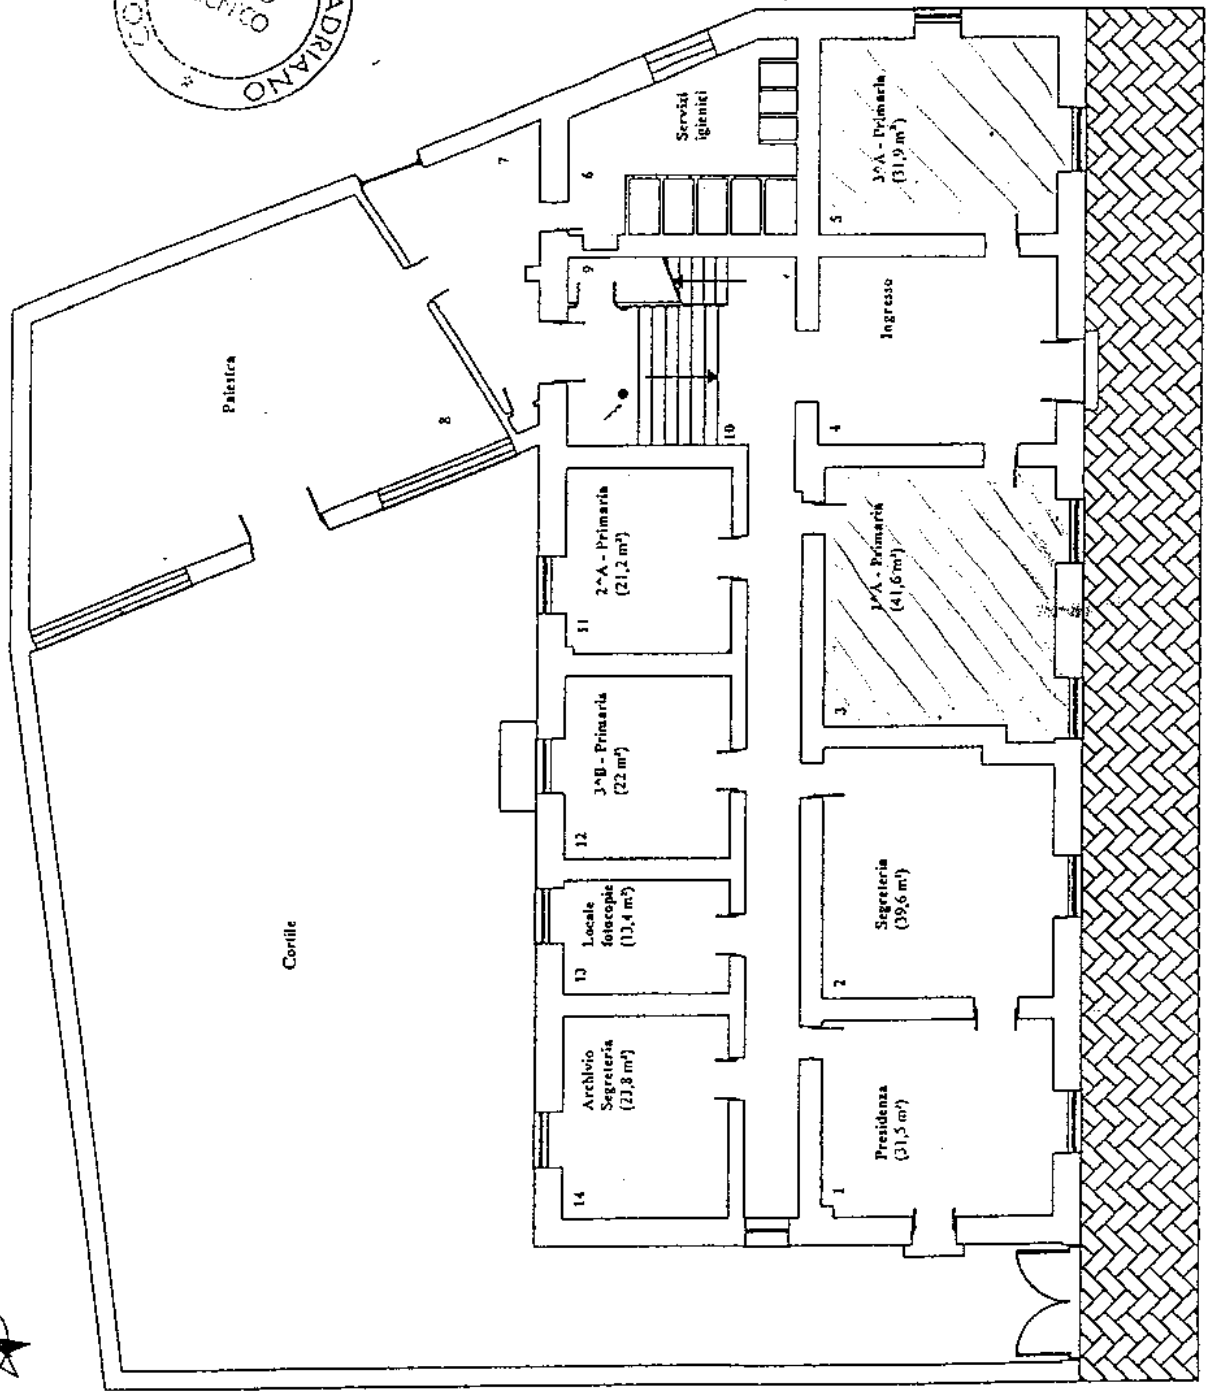 ADRIANO
CO
Palestra
8
7
Servizi
igienici
6
9
3^A - Primaria
(31,9 m²)
5
Ingresso
4
10
2^A - Primaria
(21,2 m²)
11
1^A - Primaria
(41,6 m²)
3
3^B - Primaria
(22 m²)
12
Cortile
Locale
fotocopie
(13,4 m²)
13
Segreteria
(39,6 m²)
2
Archivio
Segreteria
(23,8 m²)
14
Presidenza
(31,5 m²)
1